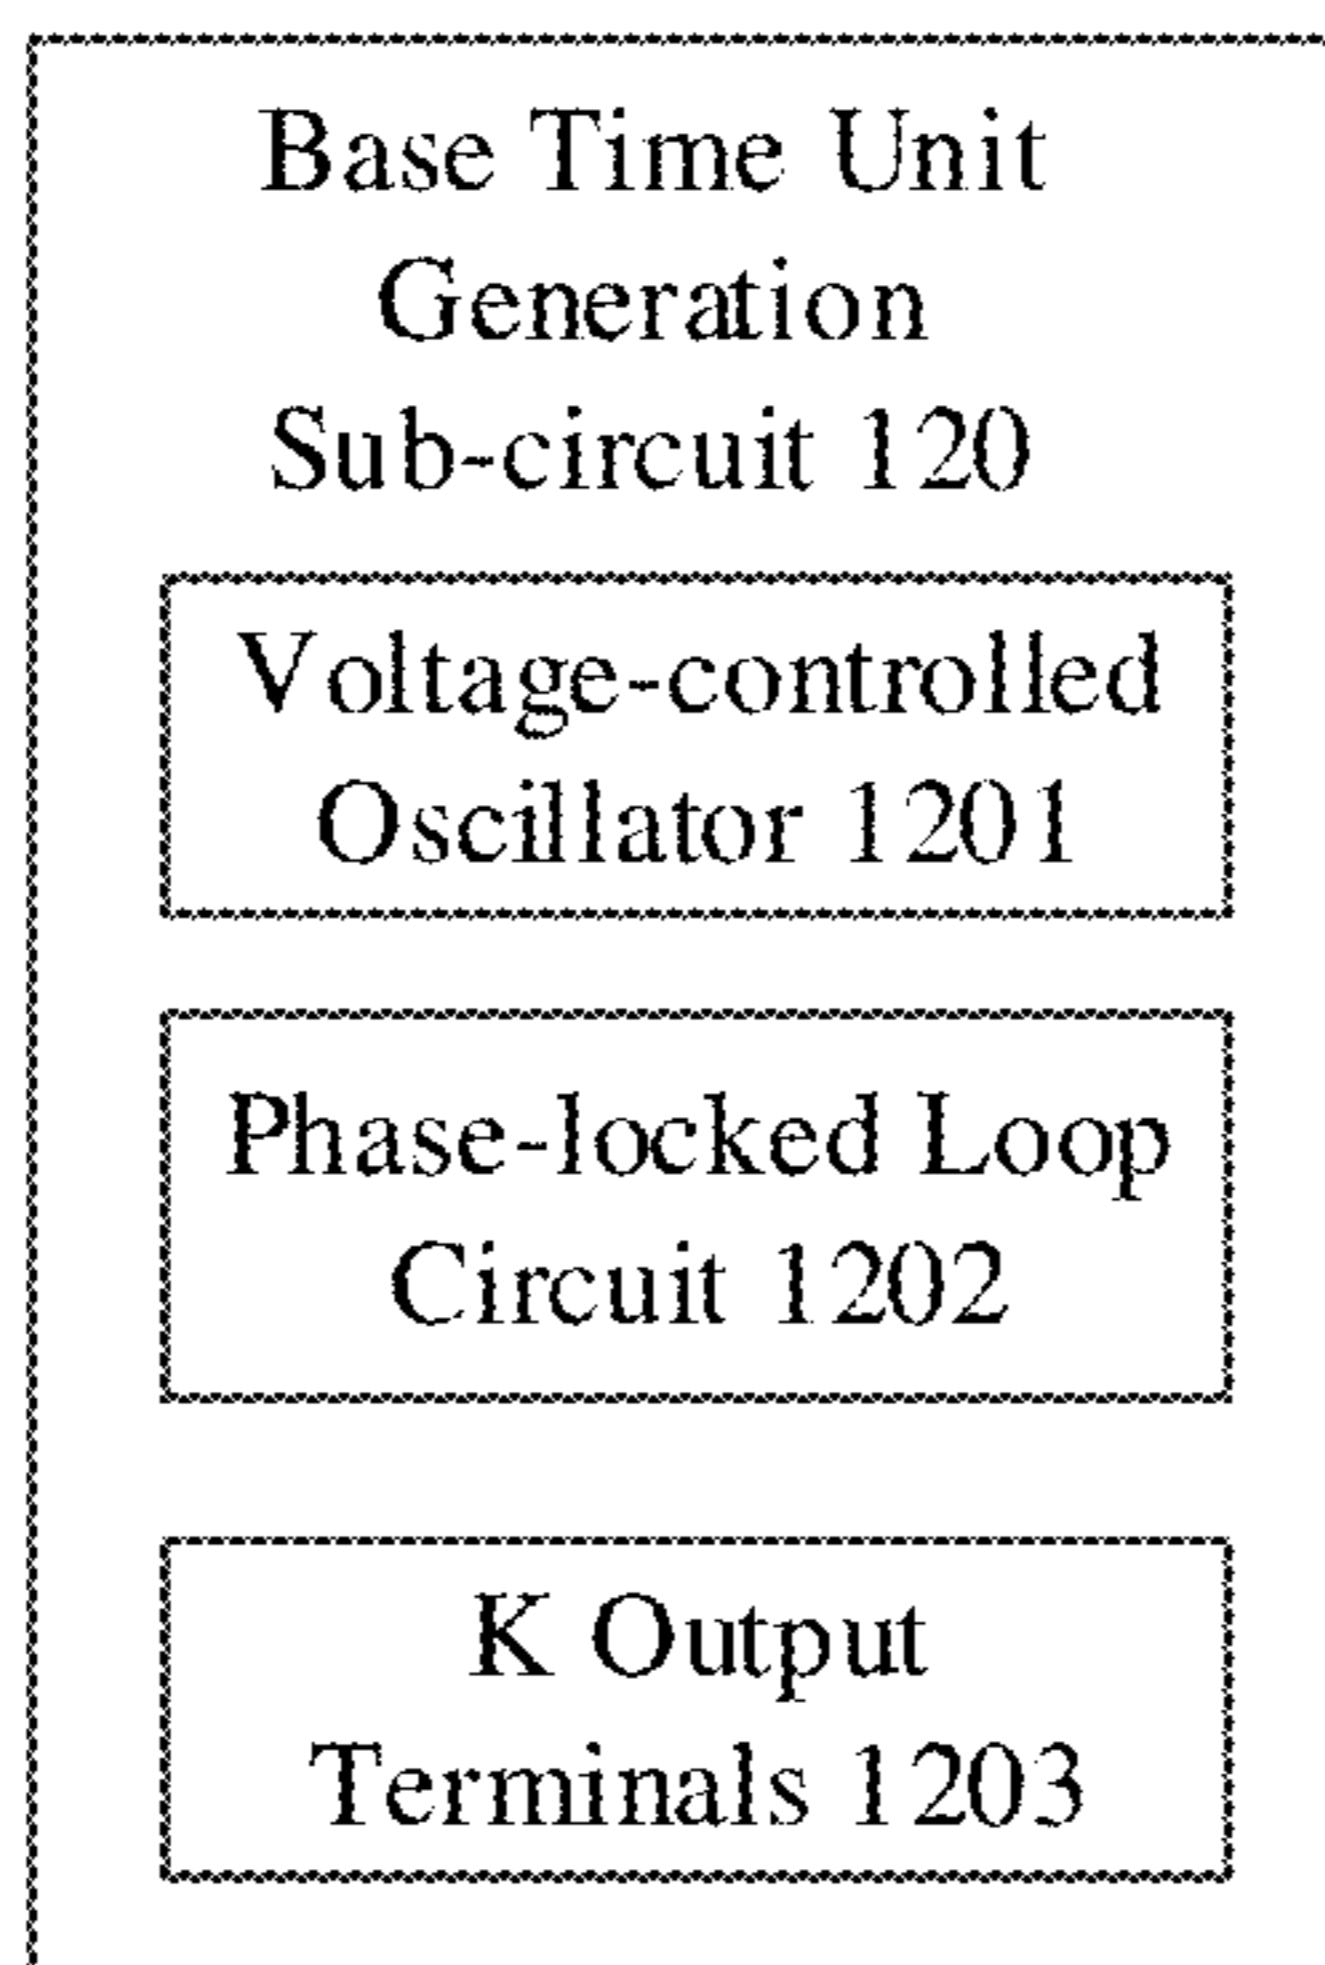 Base Time Unit
Generation
Sub-circuit 120
Voltage-controlled
Oscillator 1201
Phase-locked Loop
Circuit 1202
K Output
Terminals 1203